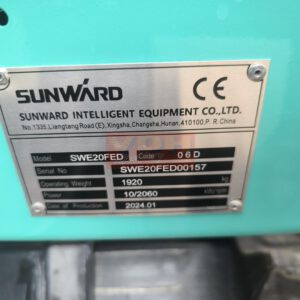 SUNWARD CE
SUNWARD INTELLIGENT EQUIPMENT CO.,LTD.
No.1335, Liangtang Road (E), Xingsha, Changsha, Hunan, 410100, P. R. China
Model SWE20FED Code 06D
Serial No SWE20FED00157
Operating Weight 1920 kg
Power 10/2060 kW/rpm
Date of Production 2024.01